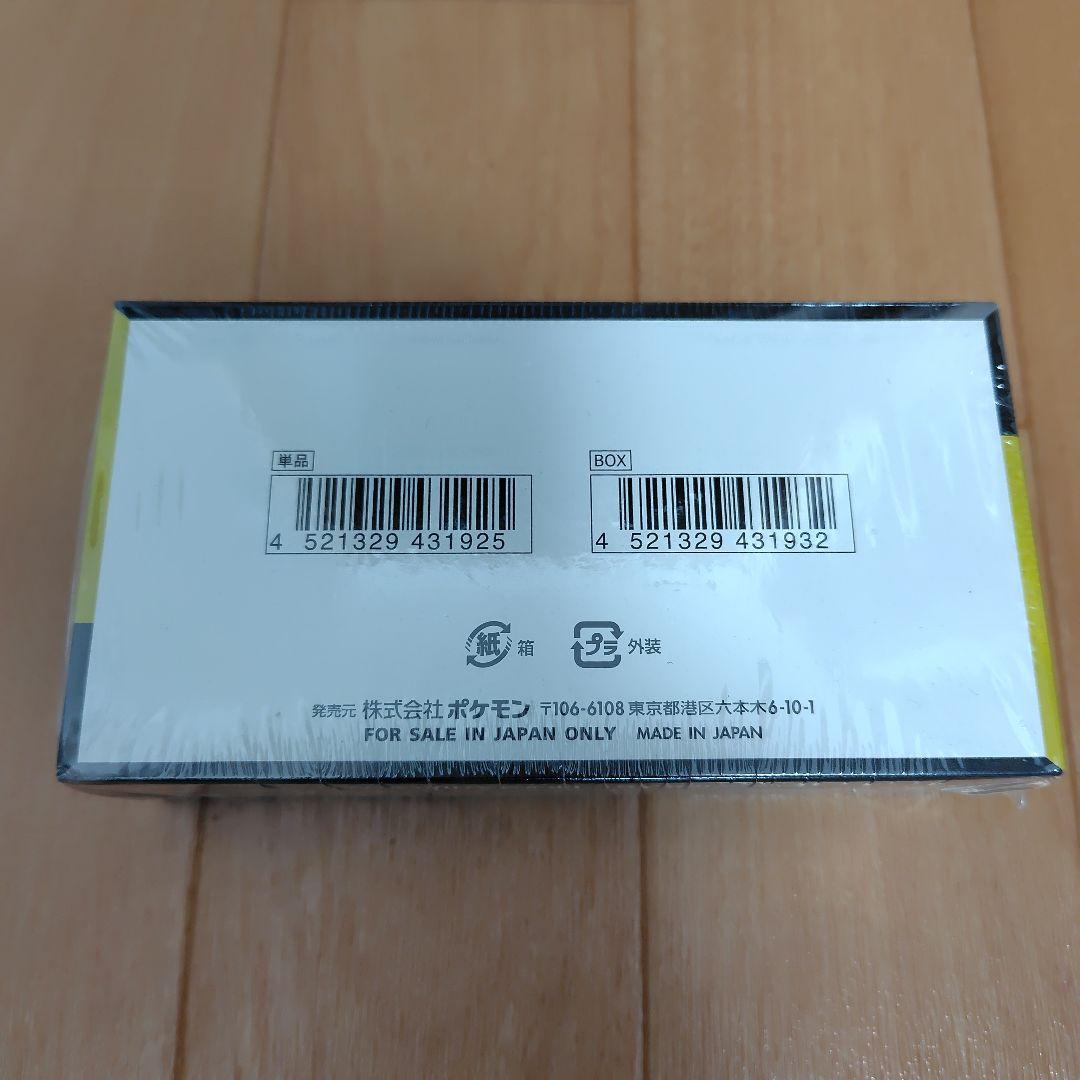 単品
BOX
4 521329 431925
4 521329 431932
紙 箱
プラ 外装
発売元 株式会社 ポケモン 〒106-6108 東京都港区六本木6-10-1
FOR SALE IN JAPAN ONLY MADE IN JAPAN